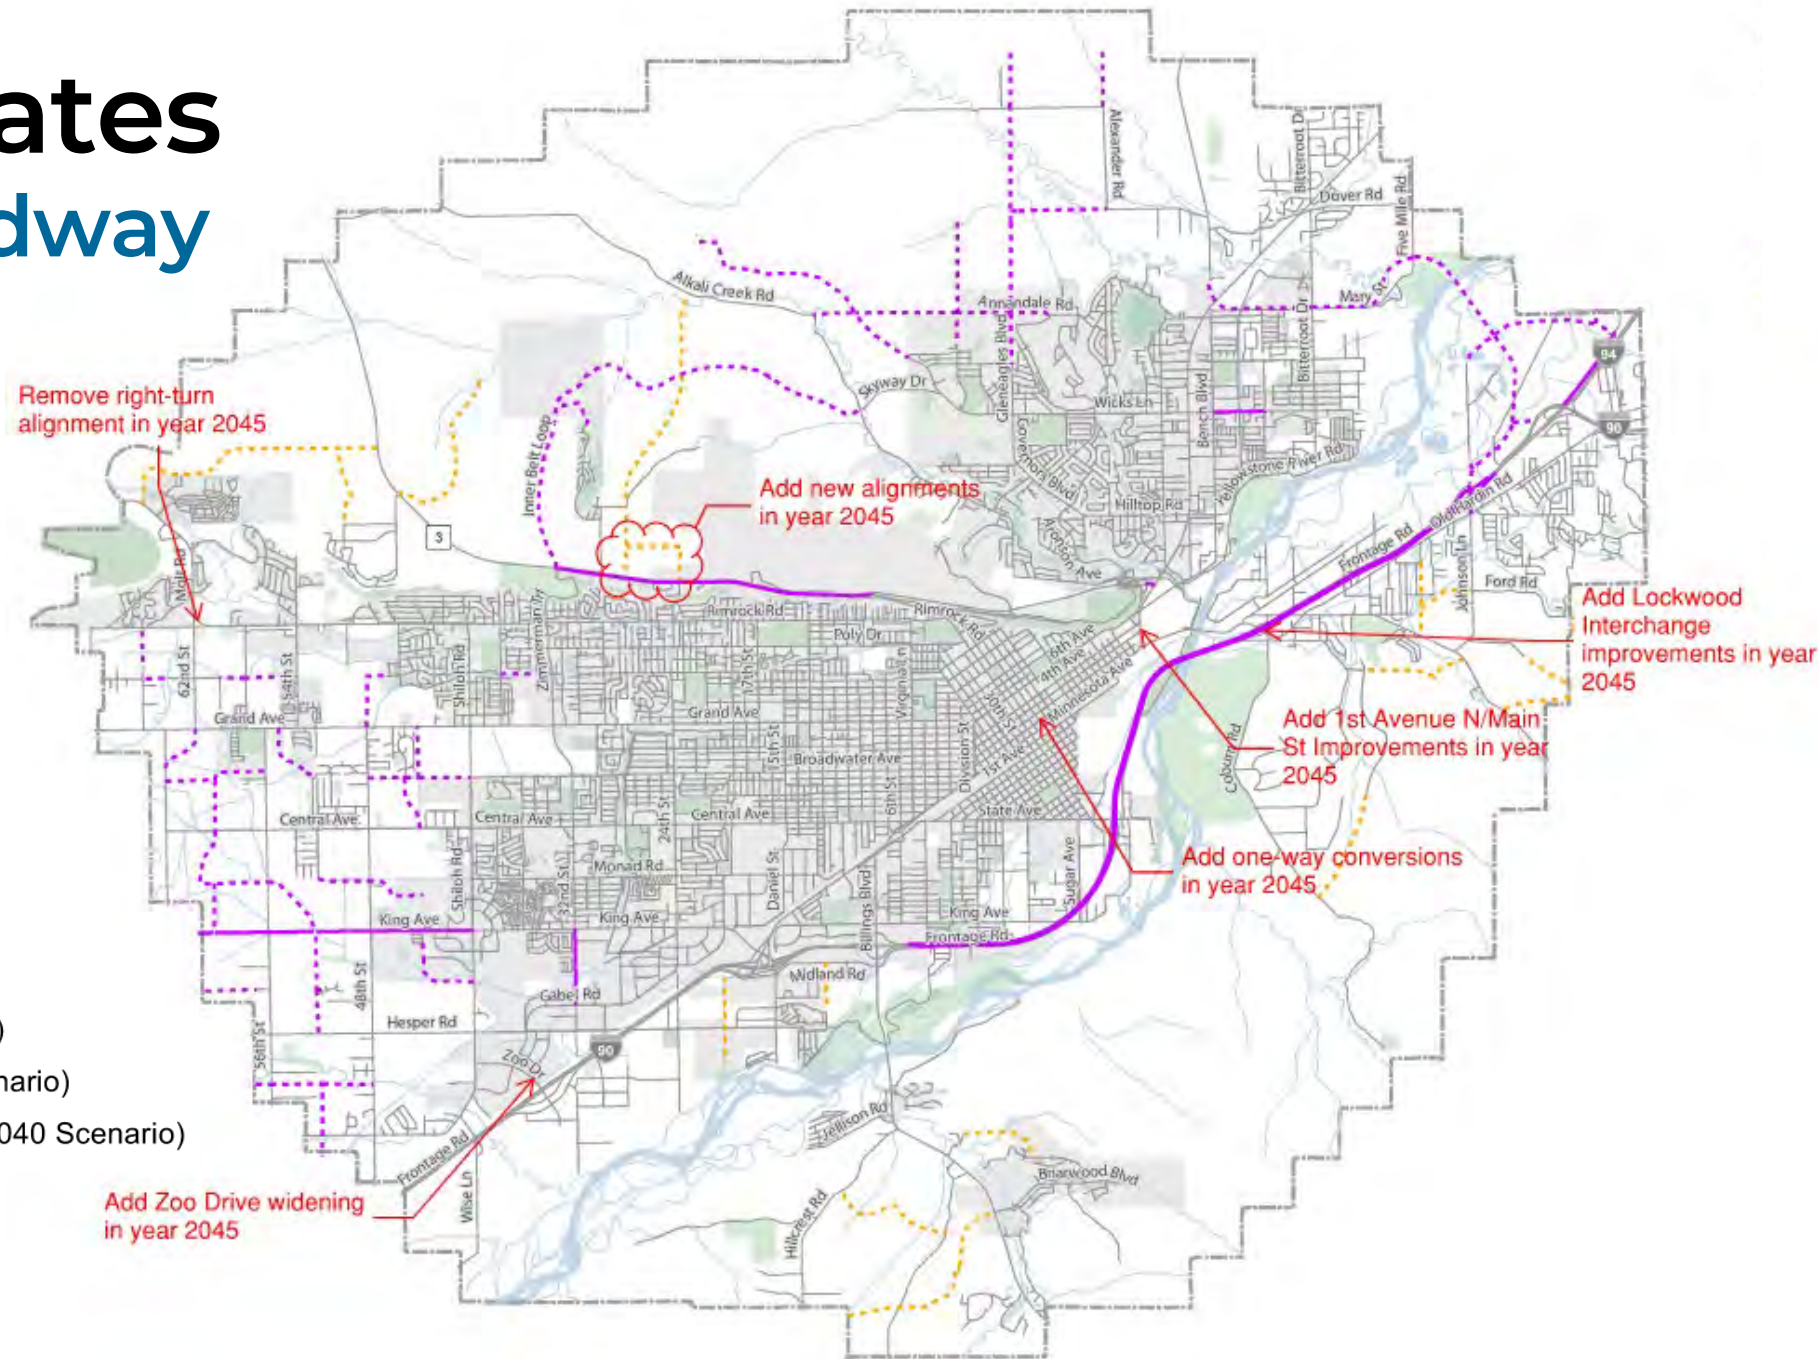 ates
dway
Alexander Rd
Bitterroot Dr
Dover Rd
Five Mile Rd
Alkali Creek Rd
Annandale Rd
Mary St
Gleneagles Blvd
Bitterroot Dr
94
Remove right-turn
alignment in year 2045
Skyway Dr
Wicks Ln
Bench Blvd
90
Inner Belt Loop
Governors Blvd
Yellowstone River Rd
Add new alignments
in year 2045
Hilltop Rd
Old Hardin Rd
3
Aronson Ave
Frontage Rd
Johnson Ln
Ford Rd
Molt Rd
Zimmerman Trl
Rimrock Rd
Rimrock Rd
Add Lockwood
Interchange
improvements in year
2045
Poly Dr
6th Ave
4th Ave
Minnesota Ave
62nd St
54th St
Shiloh Rd
17th St
Virginia Ln
30th St
Grand Ave
Grand Ave
Add 1st Avenue N/Main
St Improvements in year
2045
15th St
Broadwater Ave
Division St
1st Ave
Coburn Rd
Central Ave
Central Ave
24th St
Central Ave
6th St
State Ave
Add one-way conversions
in year 2045
Monad Rd
Shiloh Rd
32nd St
Daniel St
Billings Blvd
Sugar Ave
King Ave
King Ave
King Ave
Frontage Rd
Midland Rd
48th St
Gabel Rd
Hesper Rd
56th St
Zoo Dr
90
)
nario)
040 Scenario)
Jellison Rd
Frontage Rd
Briarwood Blvd
Add Zoo Drive widening
in year 2045
Wise Ln
Hillcrest Rd